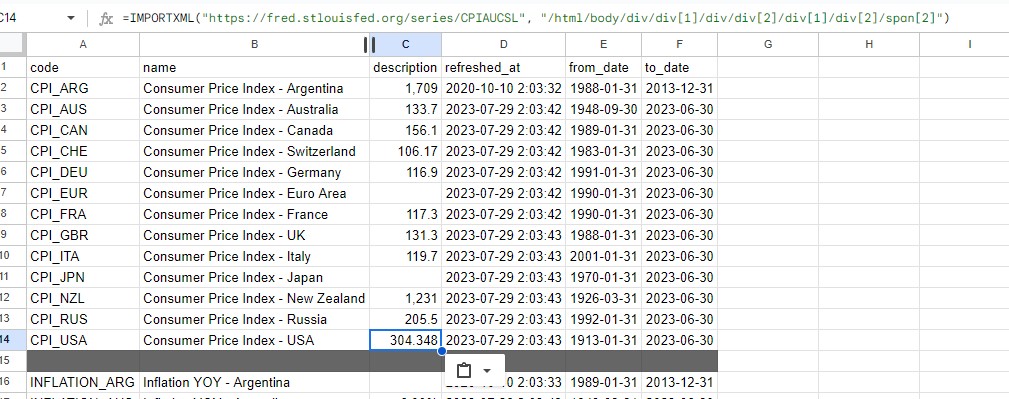 C14 fx =IMPORTXML("https://fred.stlouisfed.org/series/CPIAUCSL", "/html/body/div/div[1]/div/div[2]/div[1]/div[2]/span[2]")
A B C D E F G H I
1 code name description refreshed_at from_date to_date
2 CPI_ARG Consumer Price Index - Argentina 1,709 2020-10-10 2:03:32 1988-01-31 2013-12-31
3 CPI_AUS Consumer Price Index - Australia 133.7 2023-07-29 2:03:42 1948-09-30 2023-06-30
4 CPI_CAN Consumer Price Index - Canada 156.1 2023-07-29 2:03:42 1989-01-31 2023-06-30
5 CPI_CHE Consumer Price Index - Switzerland 106.17 2023-07-29 2:03:42 1983-01-31 2023-06-30
6 CPI_DEU Consumer Price Index - Germany 116.9 2023-07-29 2:03:42 1991-01-31 2023-06-30
7 CPI_EUR Consumer Price Index - Euro Area 2023-07-29 2:03:42 1990-01-31 2023-06-30
8 CPI_FRA Consumer Price Index - France 117.3 2023-07-29 2:03:42 1990-01-31 2023-06-30
9 CPI_GBR Consumer Price Index - UK 131.3 2023-07-29 2:03:43 1988-01-31 2023-06-30
10 CPI_ITA Consumer Price Index - Italy 119.7 2023-07-29 2:03:43 2001-01-31 2023-06-30
11 CPI_JPN Consumer Price Index - Japan 2023-07-29 2:03:43 1970-01-31 2023-06-30
12 CPI_NZL Consumer Price Index - New Zealand 1,231 2023-07-29 2:03:43 1926-03-31 2023-06-30
13 CPI_RUS Consumer Price Index - Russia 205.5 2023-07-29 2:03:43 1992-01-31 2023-06-30
14 CPI_USA Consumer Price Index - USA 304.348 2023-07-29 2:03:43 1913-01-31 2023-06-30
15
16 INFLATION_ARG Inflation YOY - Argentina 2:03:33 1989-01-31 2013-12-31